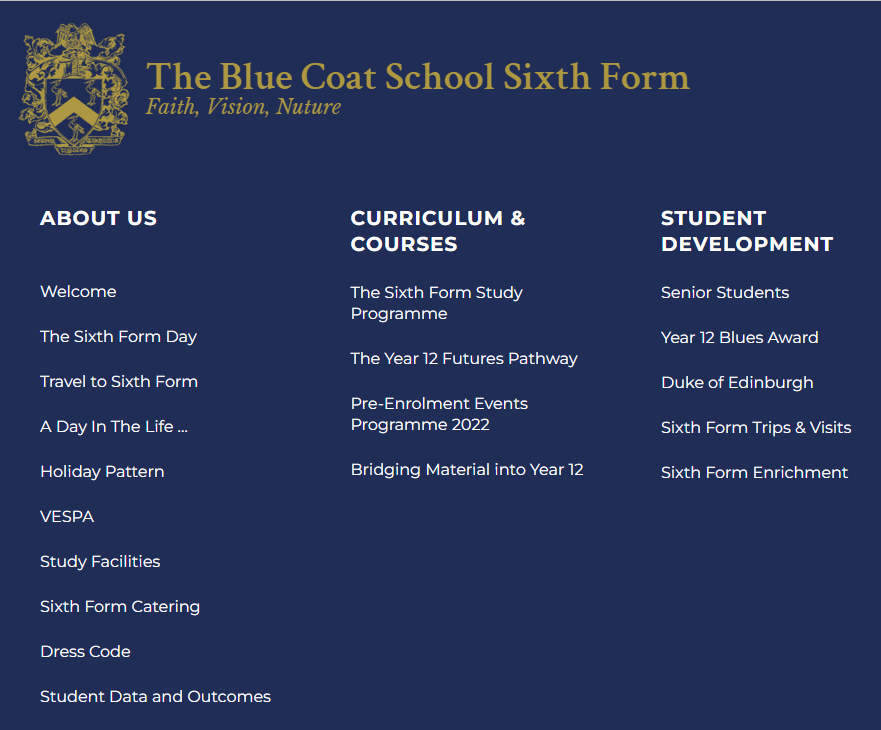 The Blue Coat School Sixth Form
Faith, Vision, Nuture
ABOUT US
Welcome
The Sixth Form Day
Travel to Sixth Form
A Day In The Life ...
Holiday Pattern
VESPA
Study Facilities
Sixth Form Catering
Dress Code
Student Data and Outcomes
CURRICULUM &
COURSES
The Sixth Form Study
Programme
The Year 12 Futures Pathway
Pre-Enrolment Events
Programme 2022
Bridging Material into Year 12
STUDENT
DEVELOPMENT
Senior Students
Year 12 Blues Award
Duke of Edinburgh
Sixth Form Trips & Visits
Sixth Form Enrichment